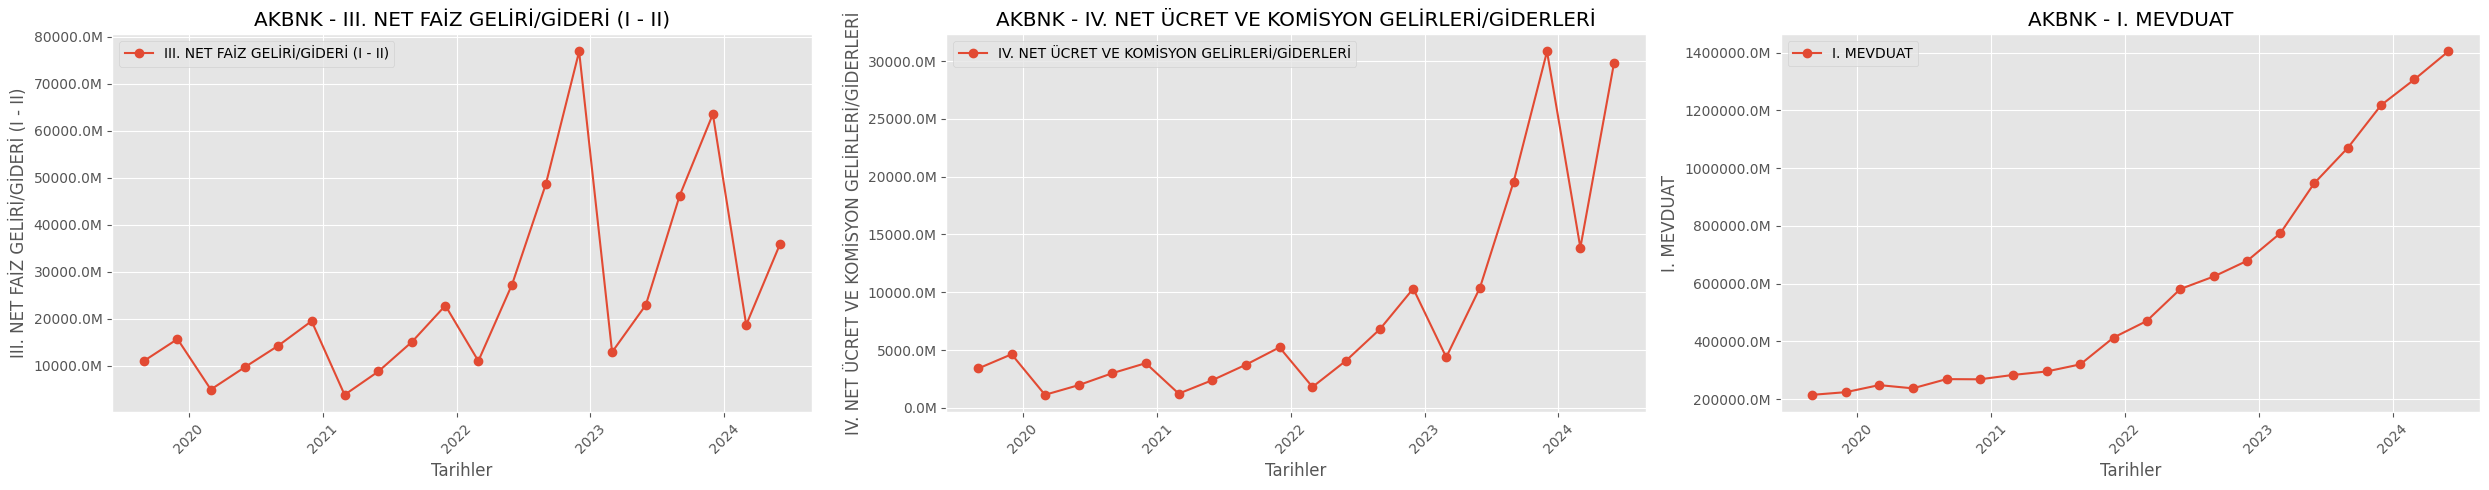 AKBNK - III. NET FAİZ GELİRİ/GİDERİ (I - II)
III. NET FAİZ GELİRİ/GİDERİ (I - II)
III. NET FAİZ GELİRİ/GİDERİ (I - II)
80000.0M
70000.0M
60000.0M
50000.0M
40000.0M
30000.0M
20000.0M
10000.0M
2020
2021
2022
2023
2024
Tarihler
AKBNK - IV. NET ÜCRET VE KOMİSYON GELİRLERİ/GİDERLERİ
IV. NET ÜCRET VE KOMİSYON GELİRLERİ/GİDERLERİ
IV. NET ÜCRET VE KOMİSYON GELİRLERİ/GİDERLERİ
30000.0M
25000.0M
20000.0M
15000.0M
10000.0M
5000.0M
0.0M
2020
2021
2022
2023
2024
Tarihler
AKBNK - I. MEVDUAT
I. MEVDUAT
I. MEVDUAT
1400000.0M
1200000.0M
1000000.0M
800000.0M
600000.0M
400000.0M
200000.0M
2020
2021
2022
2023
2024
Tarihler